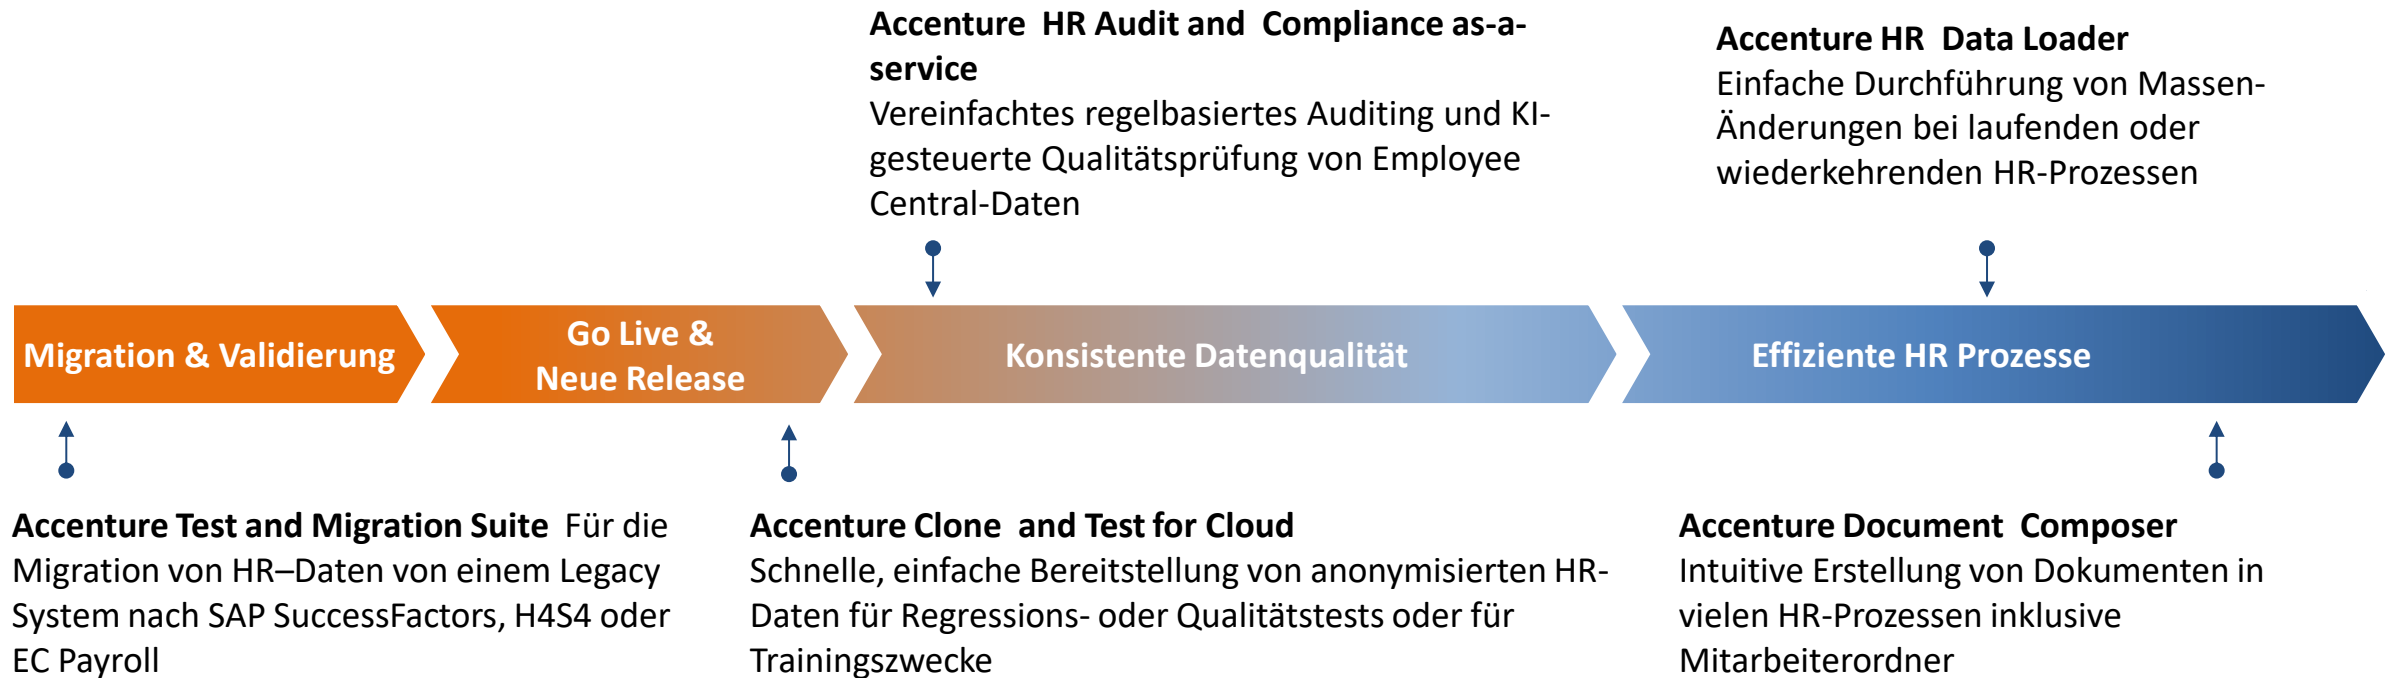 Accenture HR Audit and Compliance as-a-
service
Vereinfachtes regelbasiertes Auditing und KI-
gesteuerte Qualitätsprüfung von Employee
Central-Daten
Accenture HR Data Loader
Einfache Durchführung von Massen-
Änderungen bei laufenden oder
wiederkehrenden HR-Prozessen
Migration & Validierung
Go Live &
Neue Release
Konsistente Datenqualität
Effiziente HR Prozesse
Accenture Test and Migration Suite Für die
Migration von HR–Daten von einem Legacy
System nach SAP SuccessFactors, H4S4 oder
EC Payroll
Accenture Clone and Test for Cloud
Schnelle, einfache Bereitstellung von anonymisierten HR-
Daten für Regressions- oder Qualitätstests oder für
Trainingszwecke
Accenture Document Composer
Intuitive Erstellung von Dokumenten in
vielen HR-Prozessen inklusive
Mitarbeiterordner